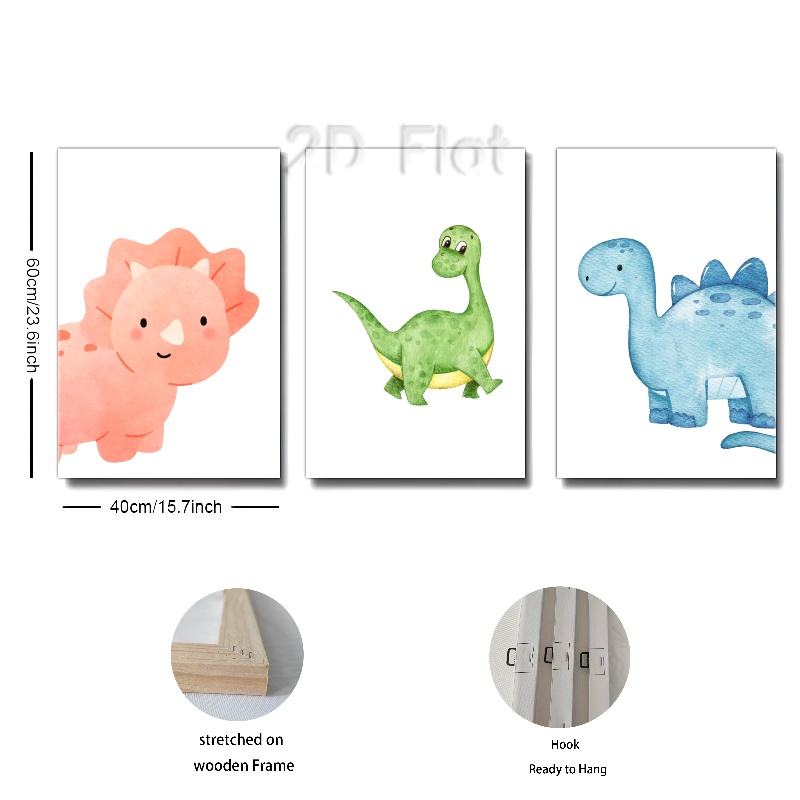 2D Flat
60cm/23.6inch
40cm/15.7inch
stretched on
wooden Frame
Hook
Ready to Hang